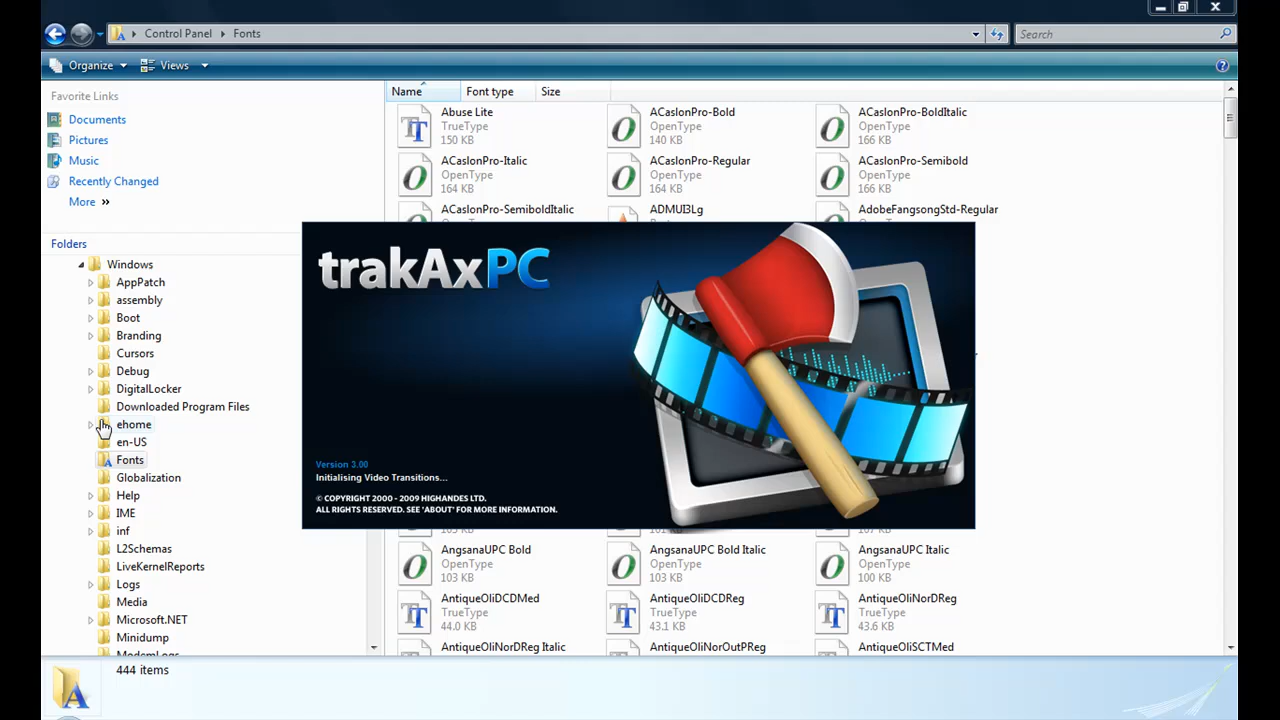 Control Panel
Fonts
Search
Organize
Views
Favorite Links
Documents
Pictures
Music
Recently Changed
More
Folders
Windows
AppPatch
assembly
Boot
Branding
Cursors
Debug
DigitalLocker
Downloaded Program Files
ehome
en-US
Fonts
Globalization
Help
IME
inf
L2Schemas
LiveKernelReports
Logs
Media
Microsoft.NET
Minidump
ModemLogs
Name Font type Size
Abuse Lite
TrueType
150 KB
ACaslonPro-Bold
OpenType
140 KB
ACaslonPro-BoldItalic
OpenType
166 KB
ACaslonPro-Italic
OpenType
164 KB
ACaslonPro-Regular
OpenType
164 KB
ACaslonPro-Semibold
OpenType
166 KB
ACaslonPro-SemiboldItalic
ADMUI3Lg
AdobeFangsongStd-Regular
trakAxPC
Version 3.00
Initialising Video Transitions...
© COPYRIGHT 2000 - 2009 HIGHANDES LTD.
ALL RIGHTS RESERVED. SEE 'ABOUT' FOR MORE INFORMATION.
AngsanaUPC Bold
OpenType
103 KB
AngsanaUPC Bold Italic
OpenType
103 KB
AngsanaUPC Italic
OpenType
100 KB
AntiqueOliDCDMed
TrueType
44.0 KB
AntiqueOliDCDReg
TrueType
43.1 KB
AntiqueOliNorDReg
TrueType
43.6 KB
AntiqueOliNorDReg Italic
AntiqueOliNorOutPReg
AntiqueOliSCTMed
444 items